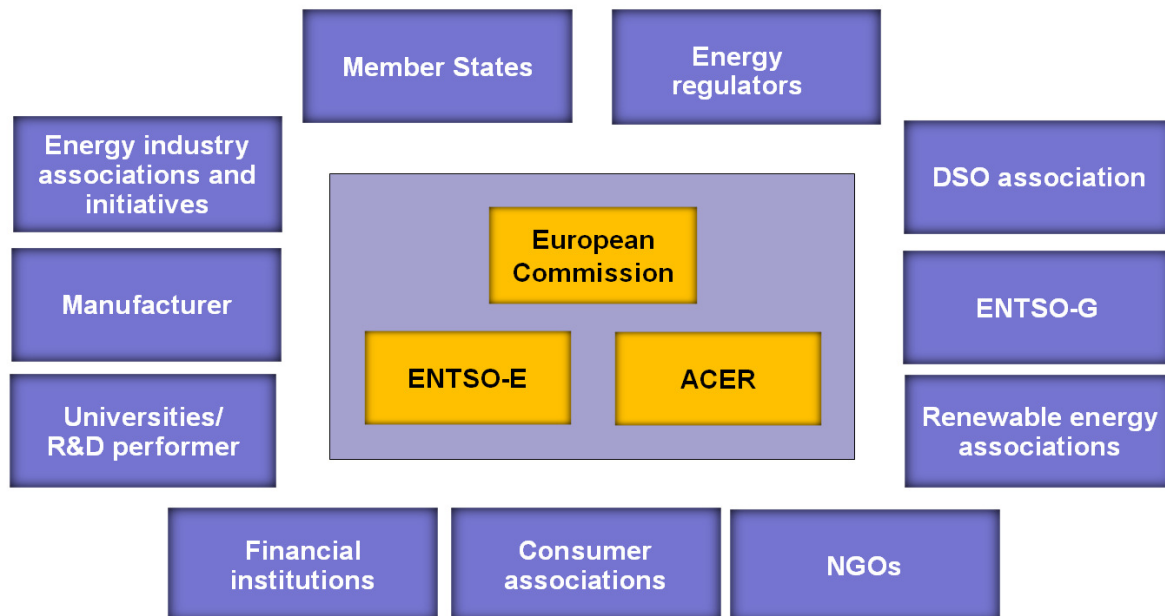 Member States
Energy
regulators
Energy industry
associations and
initiatives
DSO association
European
Commission
Manufacturer
ENTSO-G
ENTSO-E
ACER
Universities/
R&D performer
Renewable energy
associations
Financial
institutions
Consumer
associations
NGOs